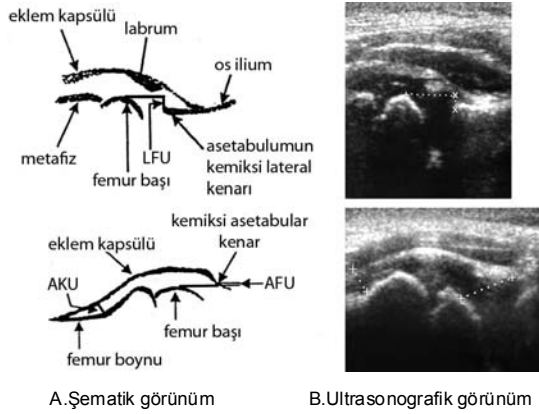 eklem kapsülü
labrum
os ilium
metafiz
LFU
femur başı
asetabulumun
kemiksi lateral
kenarı
kemiksi asetabular
kenar
eklem kapsülü
AKU
AFU
femur başı
femur boynu
A.Şematik görünüm
B.Ultrasonografik görünüm